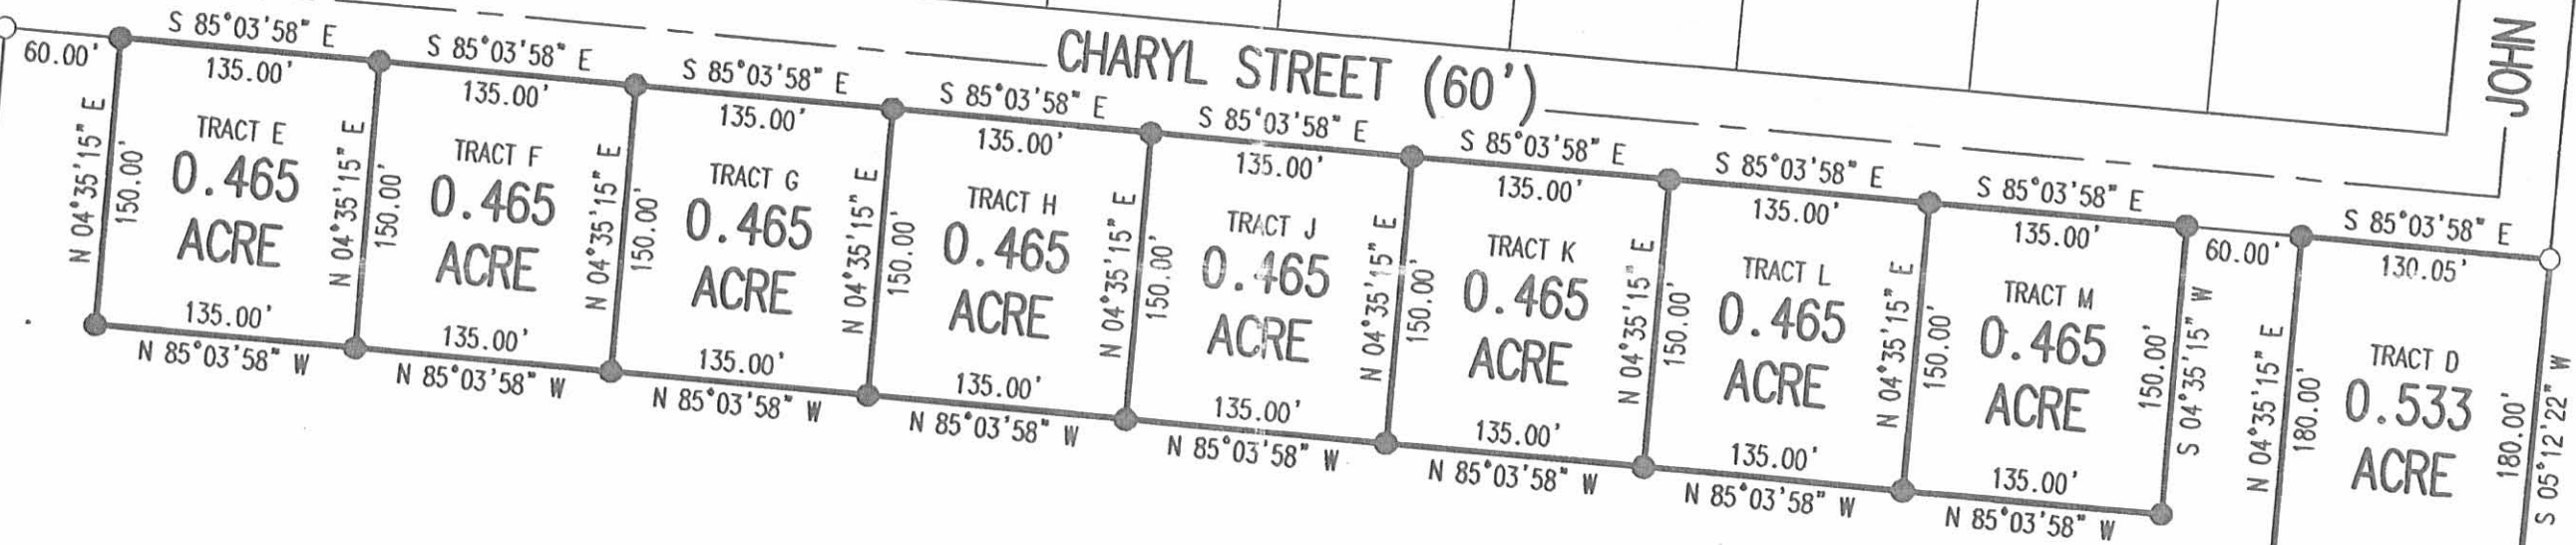 CHARYL STREET (60')
JOHN
60.00'
S 85°03'58" E
135.00'
N 04°35'15" E
150.00'
TRACT E
0.465
ACRE
135.00'
N 85°03'58" W
S 85°03'58" E
135.00'
N 04°35'15" E
150.00'
TRACT F
0.465
ACRE
135.00'
N 85°03'58" W
S 85°03'58" E
135.00'
N 04°35'15" E
150.00'
TRACT G
0.465
ACRE
135.00'
N 85°03'58" W
S 85°03'58" E
135.00'
N 04°35'15" E
150.00'
TRACT H
0.465
ACRE
135.00'
N 85°03'58" W
S 85°03'58" E
135.00'
N 04°35'15" E
150.00'
TRACT J
0.465
ACRE
135.00'
N 85°03'58" W
S 85°03'58" E
135.00'
N 04°35'15" E
150.00'
TRACT K
0.465
ACRE
135.00'
N 85°03'58" W
S 85°03'58" E
135.00'
N 04°35'15" E
150.00'
TRACT L
0.465
ACRE
135.00'
N 85°03'58" W
S 85°03'58" E
135.00'
N 04°35'15" E
150.00'
TRACT M
0.465
ACRE
150.00'
S 04°35'15" W
135.00'
N 85°03'58" W
60.00'
S 85°03'58" E
130.05'
N 04°35'15" E
180.00'
TRACT D
0.533
ACRE
180.00'
S 05°12'22" W